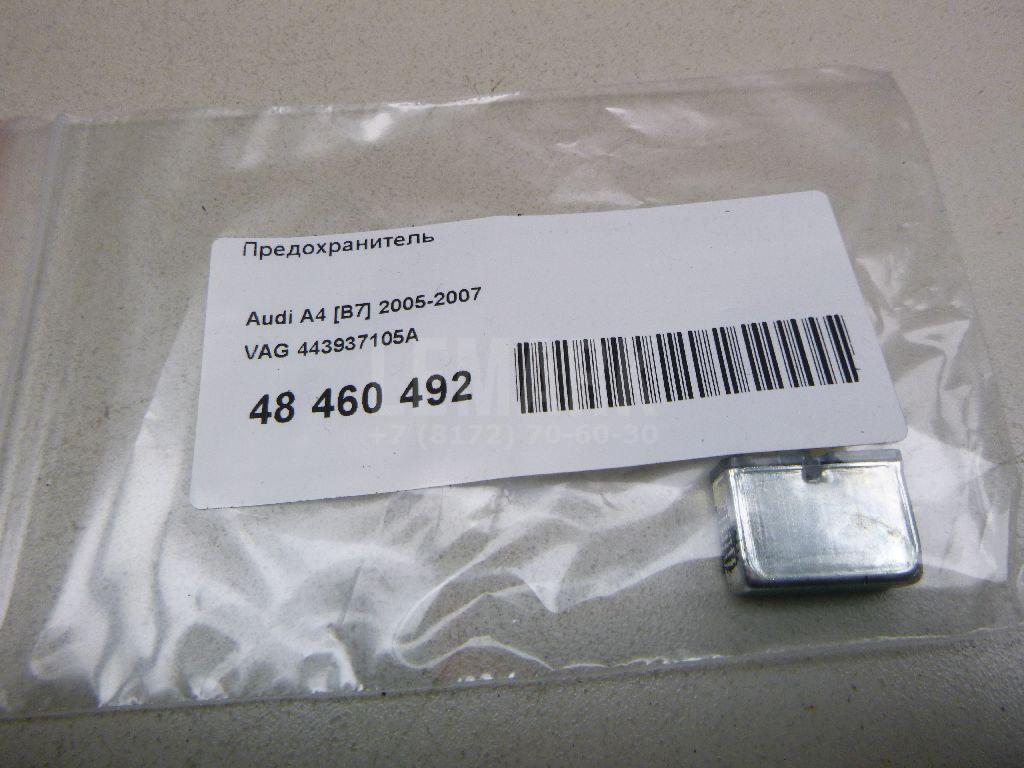 Предохранитель
Audi A4 [B7] 2005-2007
VAG 443937105A
48 460 492
+7 (8172) 70-60-30